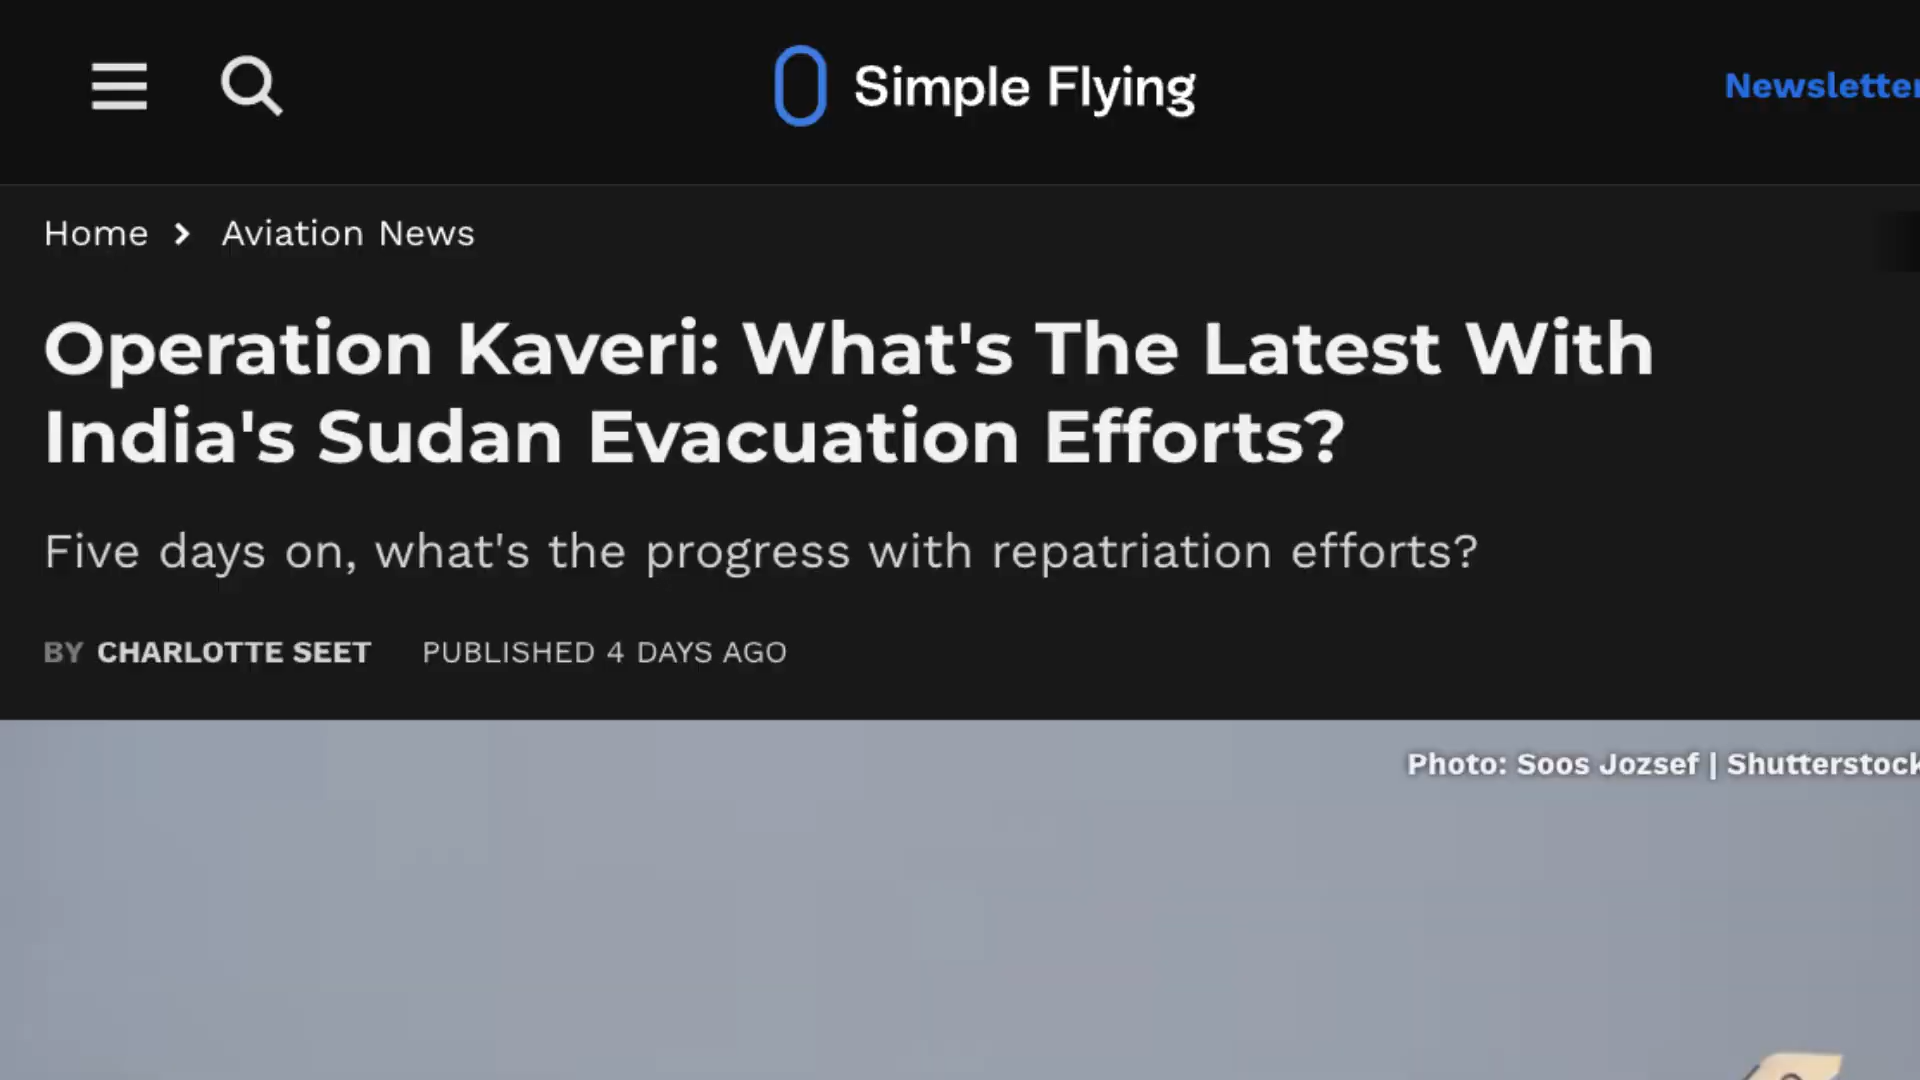 Simple Flying
Newsletter
Home > Aviation News
Operation Kaveri: What's The Latest With
India's Sudan Evacuation Efforts?
Five days on, what's the progress with repatriation efforts?
BY CHARLOTTE SEET PUBLISHED 4 DAYS AGO
Photo: Soos Jozsef | Shutterstock